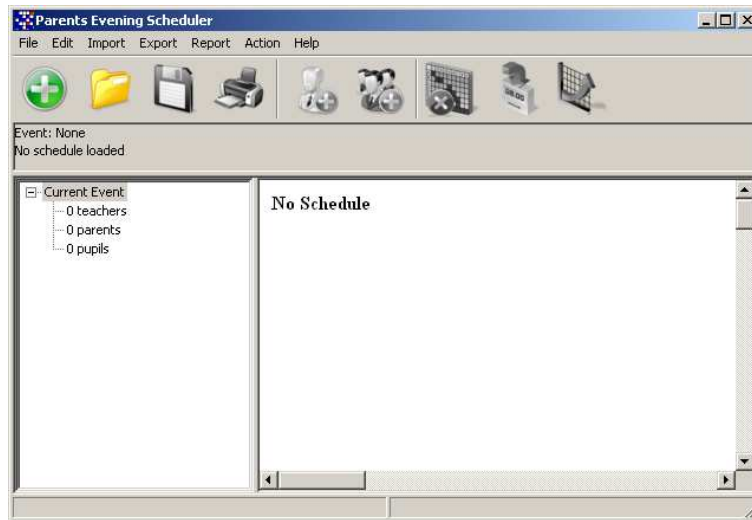 Parents Evening Scheduler
File Edit Import Export Report Action Help
Event: None
No schedule loaded
Current Event
0 teachers
0 parents
0 pupils
No Schedule